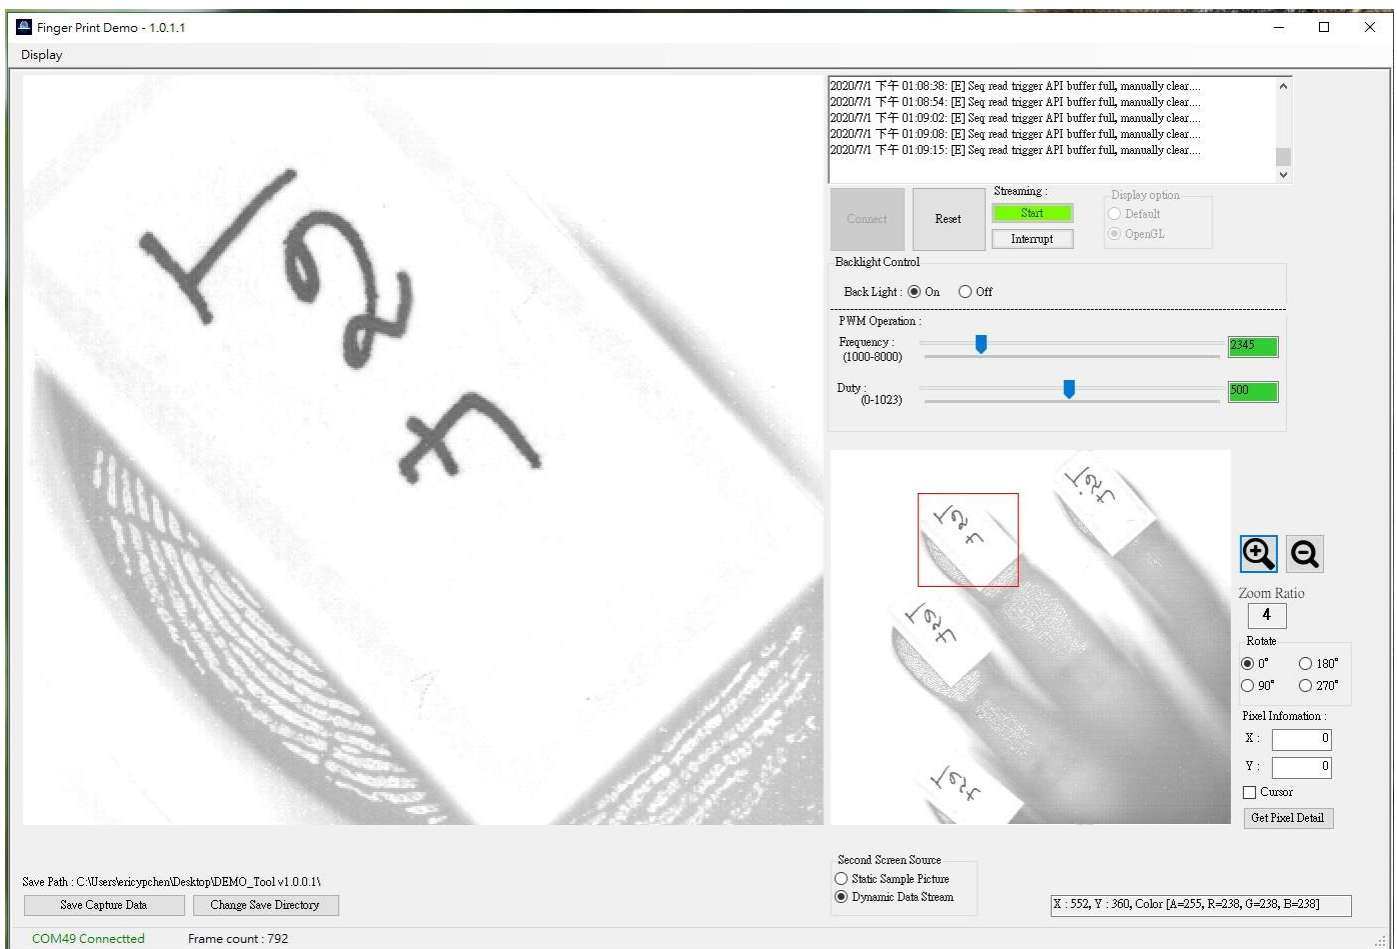 Finger Print Demo - 1.0.1.1
Display
2020/7/1 下午 01:08:38: [E] Seq read trigger API buffer full, manually clear....
2020/7/1 下午 01:08:54: [E] Seq read trigger API buffer full, manually clear....
2020/7/1 下午 01:09:02: [E] Seq read trigger API buffer full, manually clear....
2020/7/1 下午 01:09:08: [E] Seq read trigger API buffer full, manually clear....
2020/7/1 下午 01:09:15: [E] Seq read trigger API buffer full, manually clear....
Connect
Reset
Streaming :
Start
Interrupt
Display option
Default
OpenGL
Backlight Control
Back Light : On Off
PWM Operation :
Frequency :
(1000-8000)
2345
Duty :
(0-1023)
500
Zoom Ratio
4
Rotate
0° 180°
90° 270°
Pixel Infomation :
X : 0
Y : 0
Cursor
Get Pixel Detail
Second Screen Source
Static Sample Picture
Dynamic Data Stream
X : 552, Y : 360, Color [A=255, R=238, G=238, B=238]
Save Path : C:\Users\ericypchen\Desktop\DEMO_Tool v1.0.0.1\
Save Capture Data
Change Save Directory
COM49 Connectted
Frame count : 792